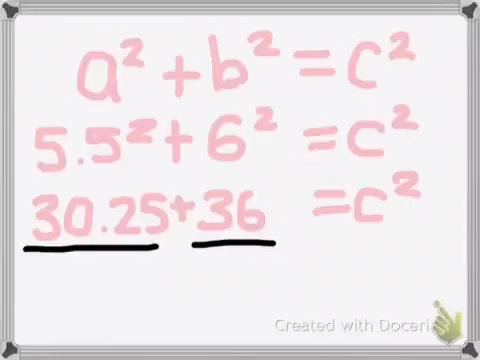 a² + b² = c²
5.5² + 6² = c²
30.25 + 36 = c²
Created with Doceri